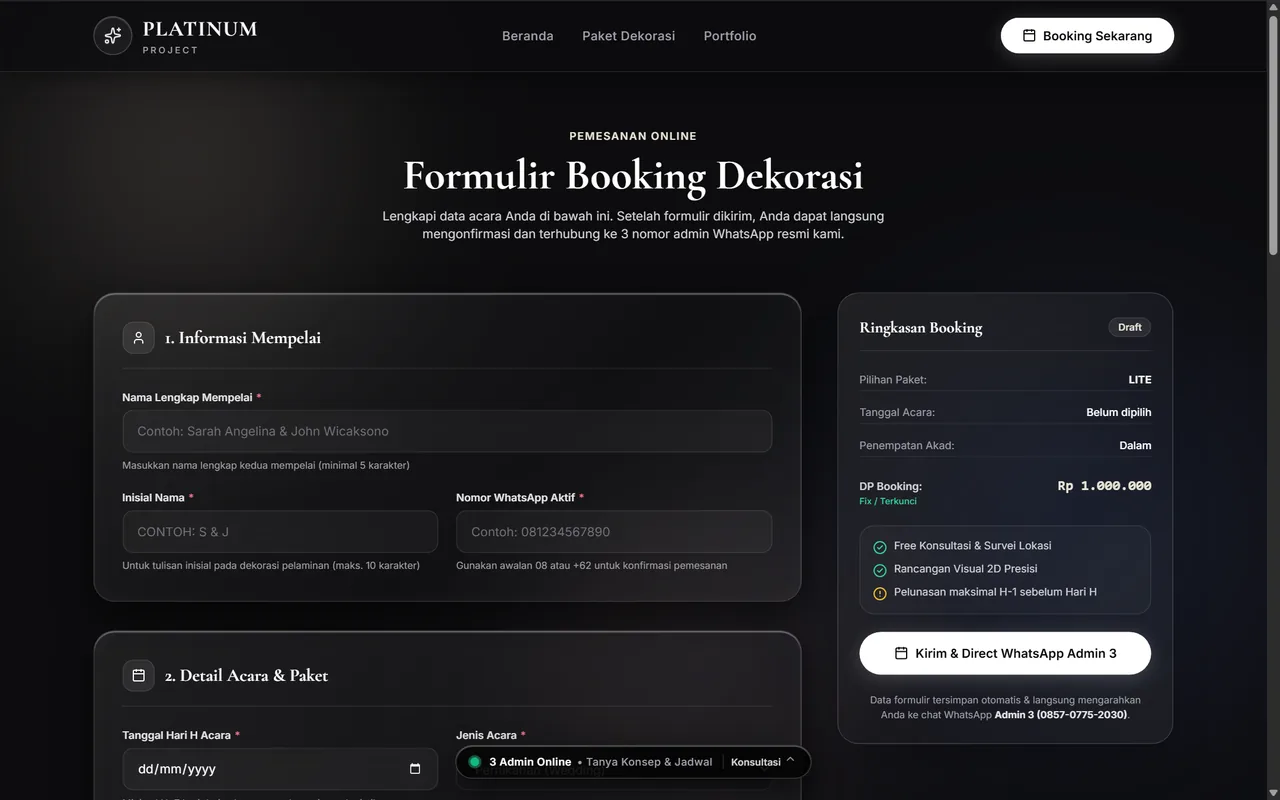 PLATINUM
PROJECT
Beranda
Paket Dekorasi
Portfolio
Booking Sekarang
PEMESANAN ONLINE
Formulir Booking Dekorasi
Lengkapi data acara Anda di bawah ini. Setelah formulir dikirim, Anda dapat langsung
mengonfirmasi dan terhubung ke 3 nomor admin WhatsApp resmi kami.
1. Informasi Mempelai
Nama Lengkap Mempelai *
Contoh: Sarah Angelina & John Wicaksono
Masukkan nama lengkap kedua mempelai (minimal 5 karakter)
Inisial Nama *
CONTOH: S & J
Untuk tulisan inisial pada dekorasi pelaminan (maks. 10 karakter)
Nomor WhatsApp Aktif *
Contoh: 081234567890
Gunakan awalan 08 atau +62 untuk konfirmasi pemesanan
2. Detail Acara & Paket
Tanggal Hari H Acara *
dd/mm/yyyy
Jenis Acara *
Pernikahan (Wedding)
3 Admin Online • Tanya Konsep & Jadwal
Konsultasi
Ringkasan Booking
Draft
Pilihan Paket: LITE
Tanggal Acara: Belum dipilih
Penempatan Akad: Dalam
DP Booking: Rp 1.000.000
Fix / Terkunci
Free Konsultasi & Survei Lokasi
Rancangan Visual 2D Presisi
Pelunasan maksimal H-1 sebelum Hari H
Kirim & Direct WhatsApp Admin 3
Data formulir tersimpan otomatis & langsung mengarahkan
Anda ke chat WhatsApp Admin 3 (0857-0775-2030).